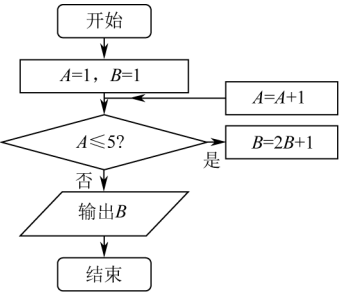 开始
A=1，B=1
A=A+1
A≤5?
B=2B+1
是
否
输出B
结束